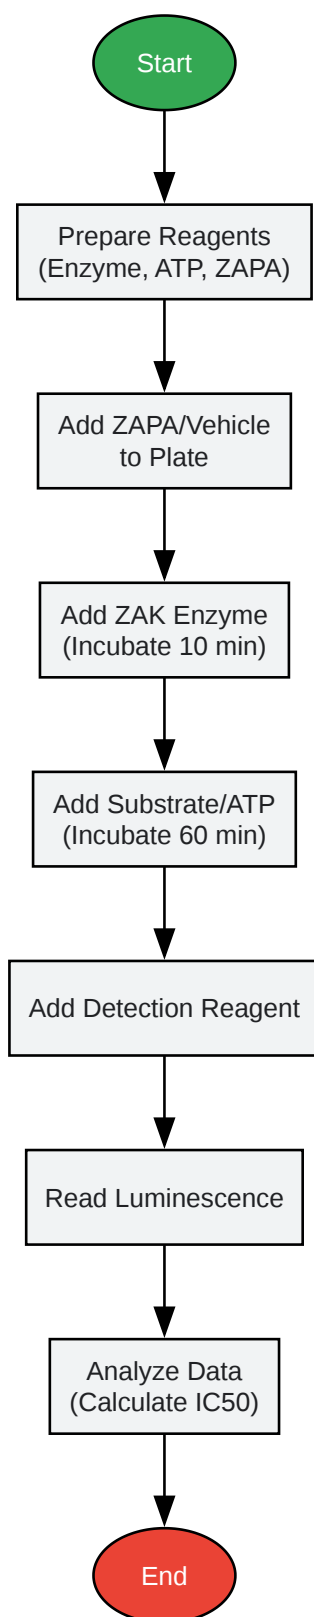 Start
Prepare Reagents
(Enzyme, ATP, ZAPA)
Add ZAPA/Vehicle
to Plate
Add ZAK Enzyme
(Incubate 10 min)
Add Substrate/ATP
(Incubate 60 min)
Add Detection Reagent
Read Luminescence
Analyze Data
(Calculate IC50)
End